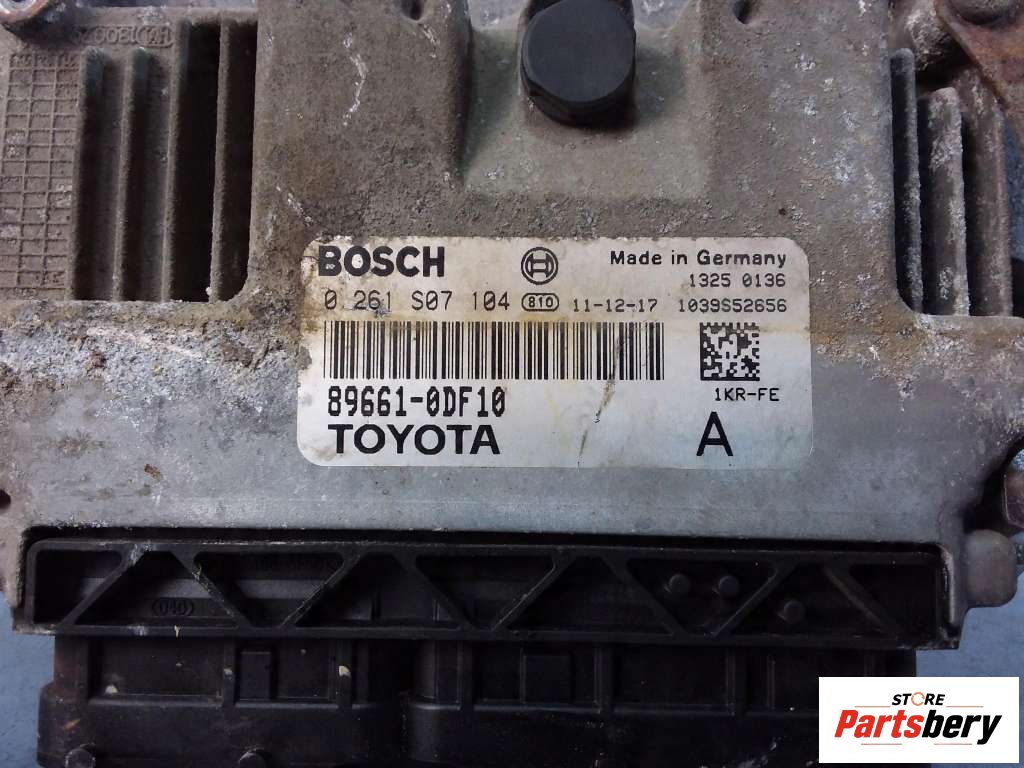 BOSCH
Made in Germany
1325 0136
0 261 S07 104 810 11-12-17 1039S52656
89661-0DF10
1KR-FE
TOYOTA
A
040
STORE
Partsbery